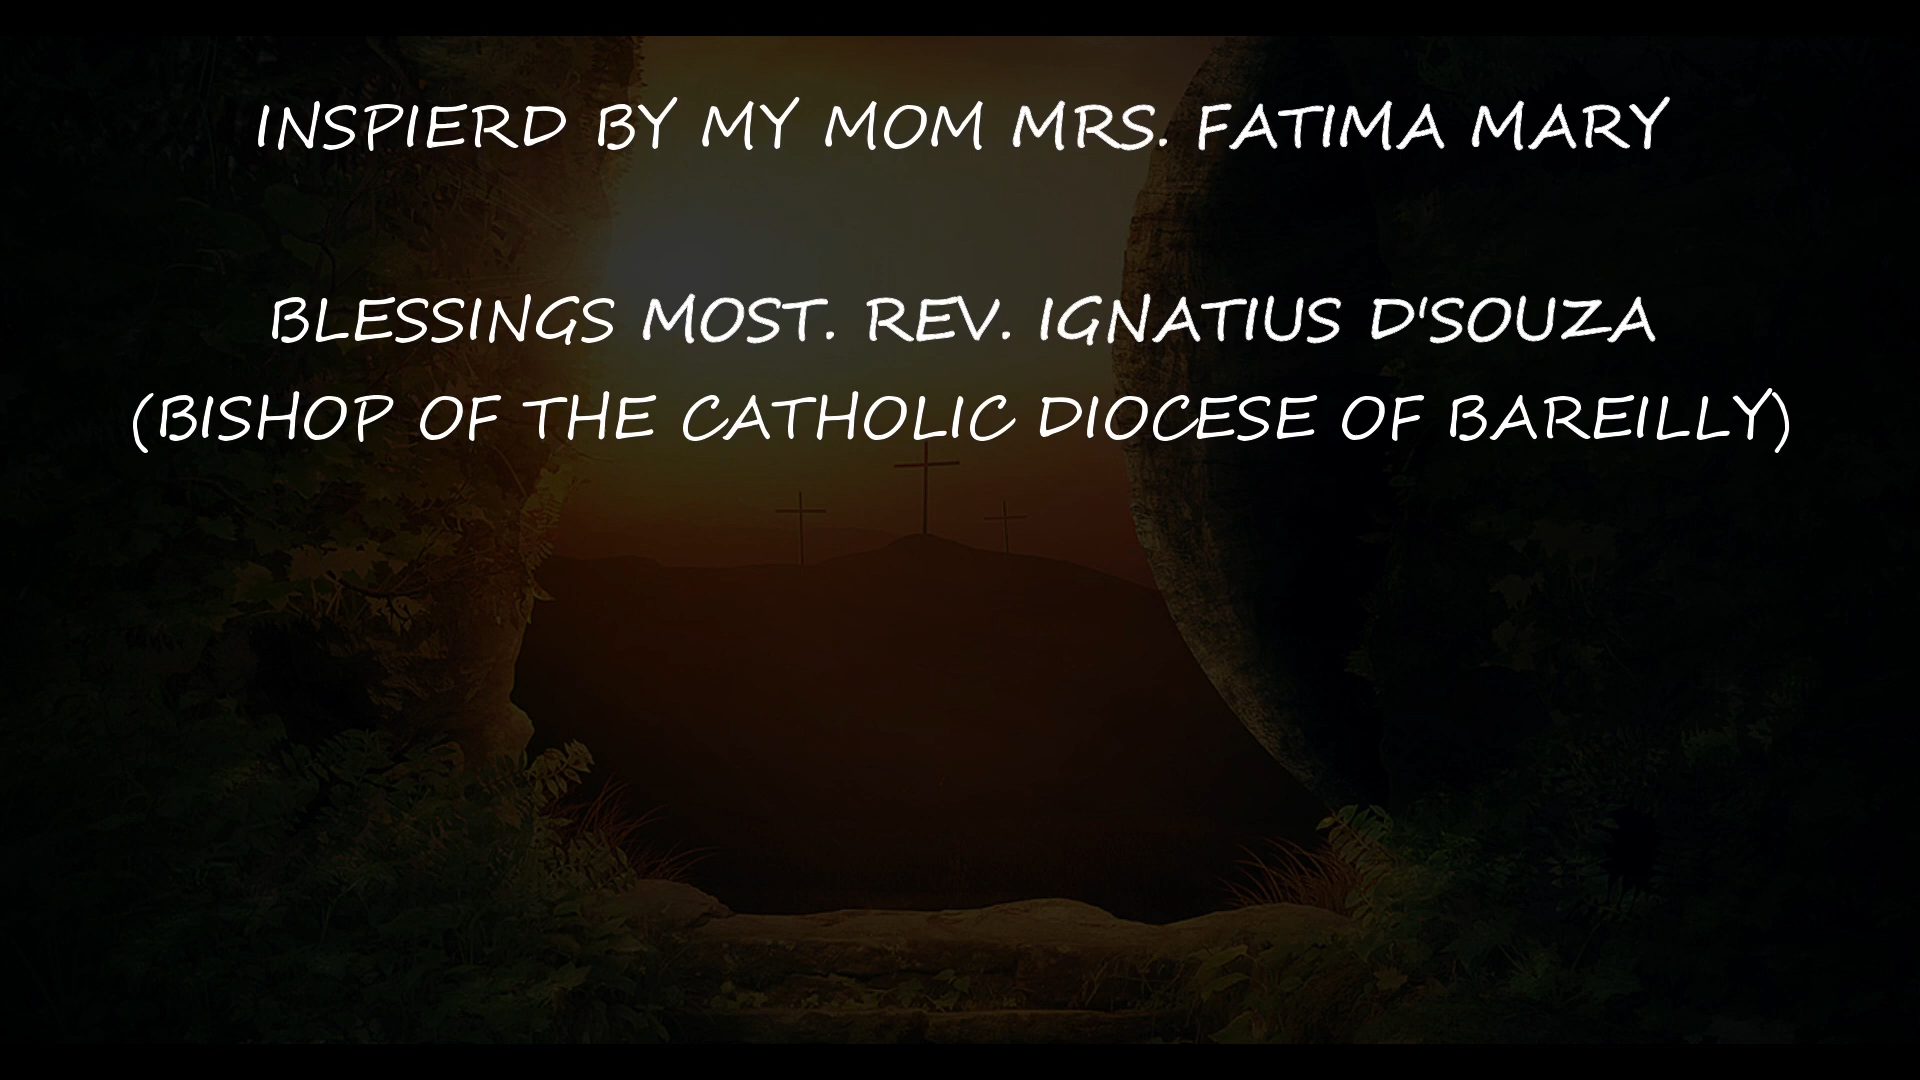 INSPIERD BY MY MOM MRS. FATIMA MARY
BLESSINGS MOST. REV. IGNATIUS D'SOUZA
(BISHOP OF THE CATHOLIC DIOCESE OF BAREILLY)